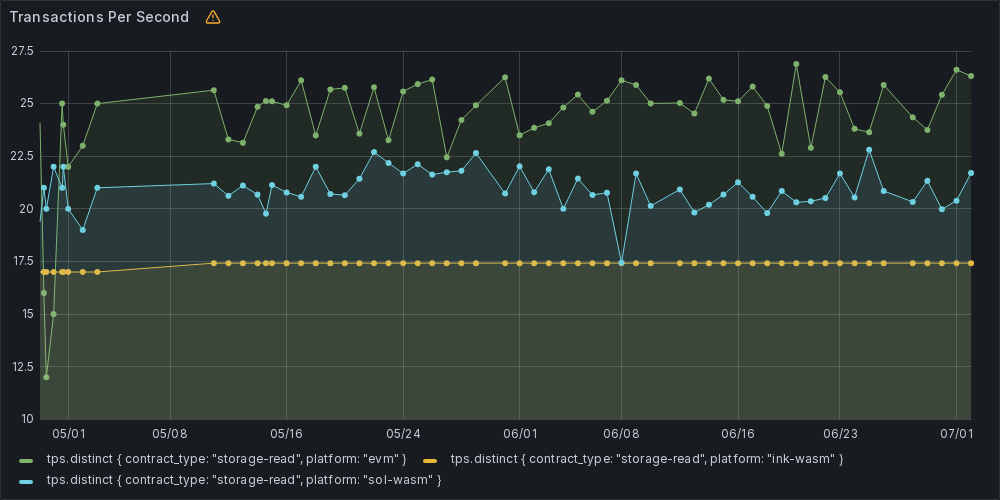 Transactions Per Second
27.5
25
22.5
20
17.5
15
12.5
10
05/01 05/08 05/16 05/24 06/01 06/08 06/16 06/23 07/01
tps.distinct { contract_type: "storage-read", platform: "evm" } tps.distinct { contract_type: "storage-read", platform: "ink-wasm" }
tps.distinct { contract_type: "storage-read", platform: "sol-wasm" }